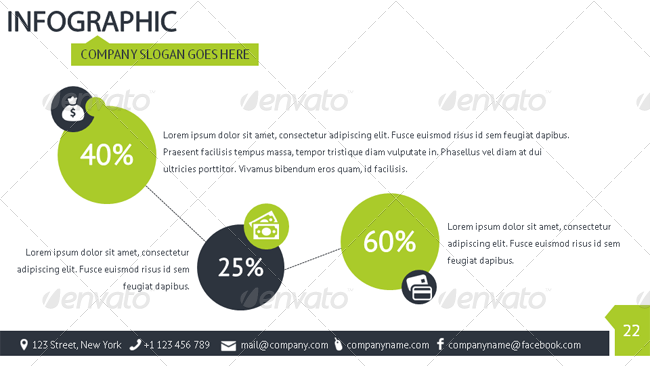 INFOGRAPHIC
COMPANY SLOGAN GOES HERE
$
40%
Lorem ipsum dolor sit amet, consectetur adipiscing elit. Fusce euismod risus in sem feugiat dapibus.
Praesent facilisis tempus massa, tempor tristique diam vulputate in. Phasellus vel dolor at dui
ultricies porttitor. Vivamus bibendum eros quam, id facilisis.
Lorem ipsum dolor sit amet, consectetur
adipiscing elit. Fusce euismod risus id sem
feugiat dapibus.
25%
60%
Lorem ipsum dolor sit amet, consectetur
adipiscing elit. Fusce euismod risus id sem
feugiat dapibus.
22
123 Street, New York +1 123 456 789 mail@company.com companyname.com companyname@facebook.com
envato
envato
envato
envato
envato
envato
envato